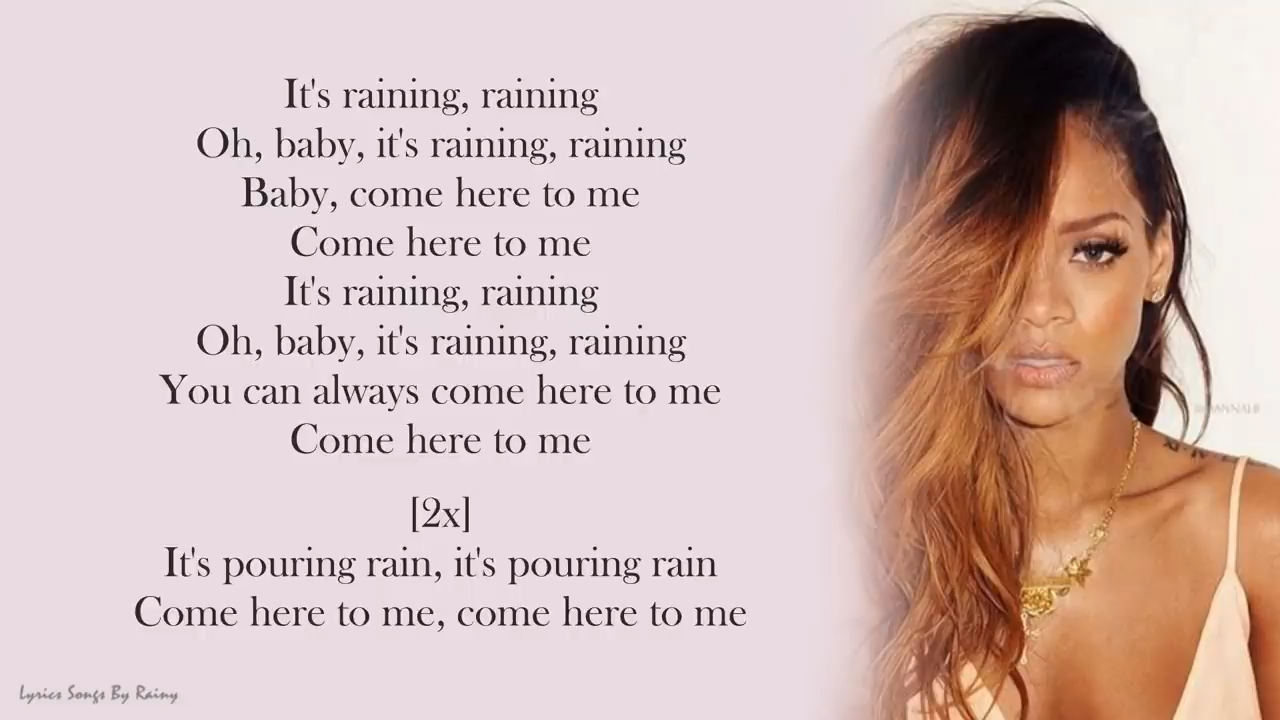 It's raining, raining
Oh, baby, it's raining, raining
Baby, come here to me
Come here to me
It's raining, raining
Oh, baby, it's raining, raining
You can always come here to me
Come here to me
[2x]
It's pouring rain, it's pouring rain
Come here to me, come here to me
Lyrics Songs By Rainy